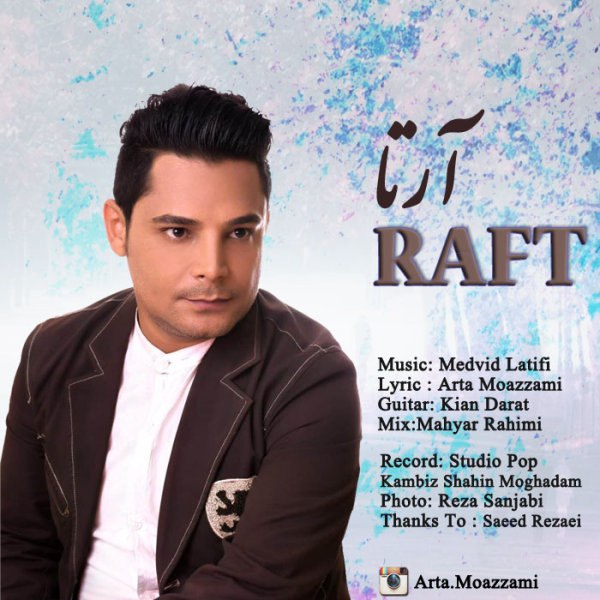 آرتا
RAFT
Music: Medvid Latifi
Lyric : Arta Moazzami
Guitar: Kian Darat
Mix:Mahyar Rahimi
Record: Studio Pop
Kambiz Shahin Moghadam
Photo: Reza Sanjabi
Thanks To : Saeed Rezaei
Arta.Moazzami